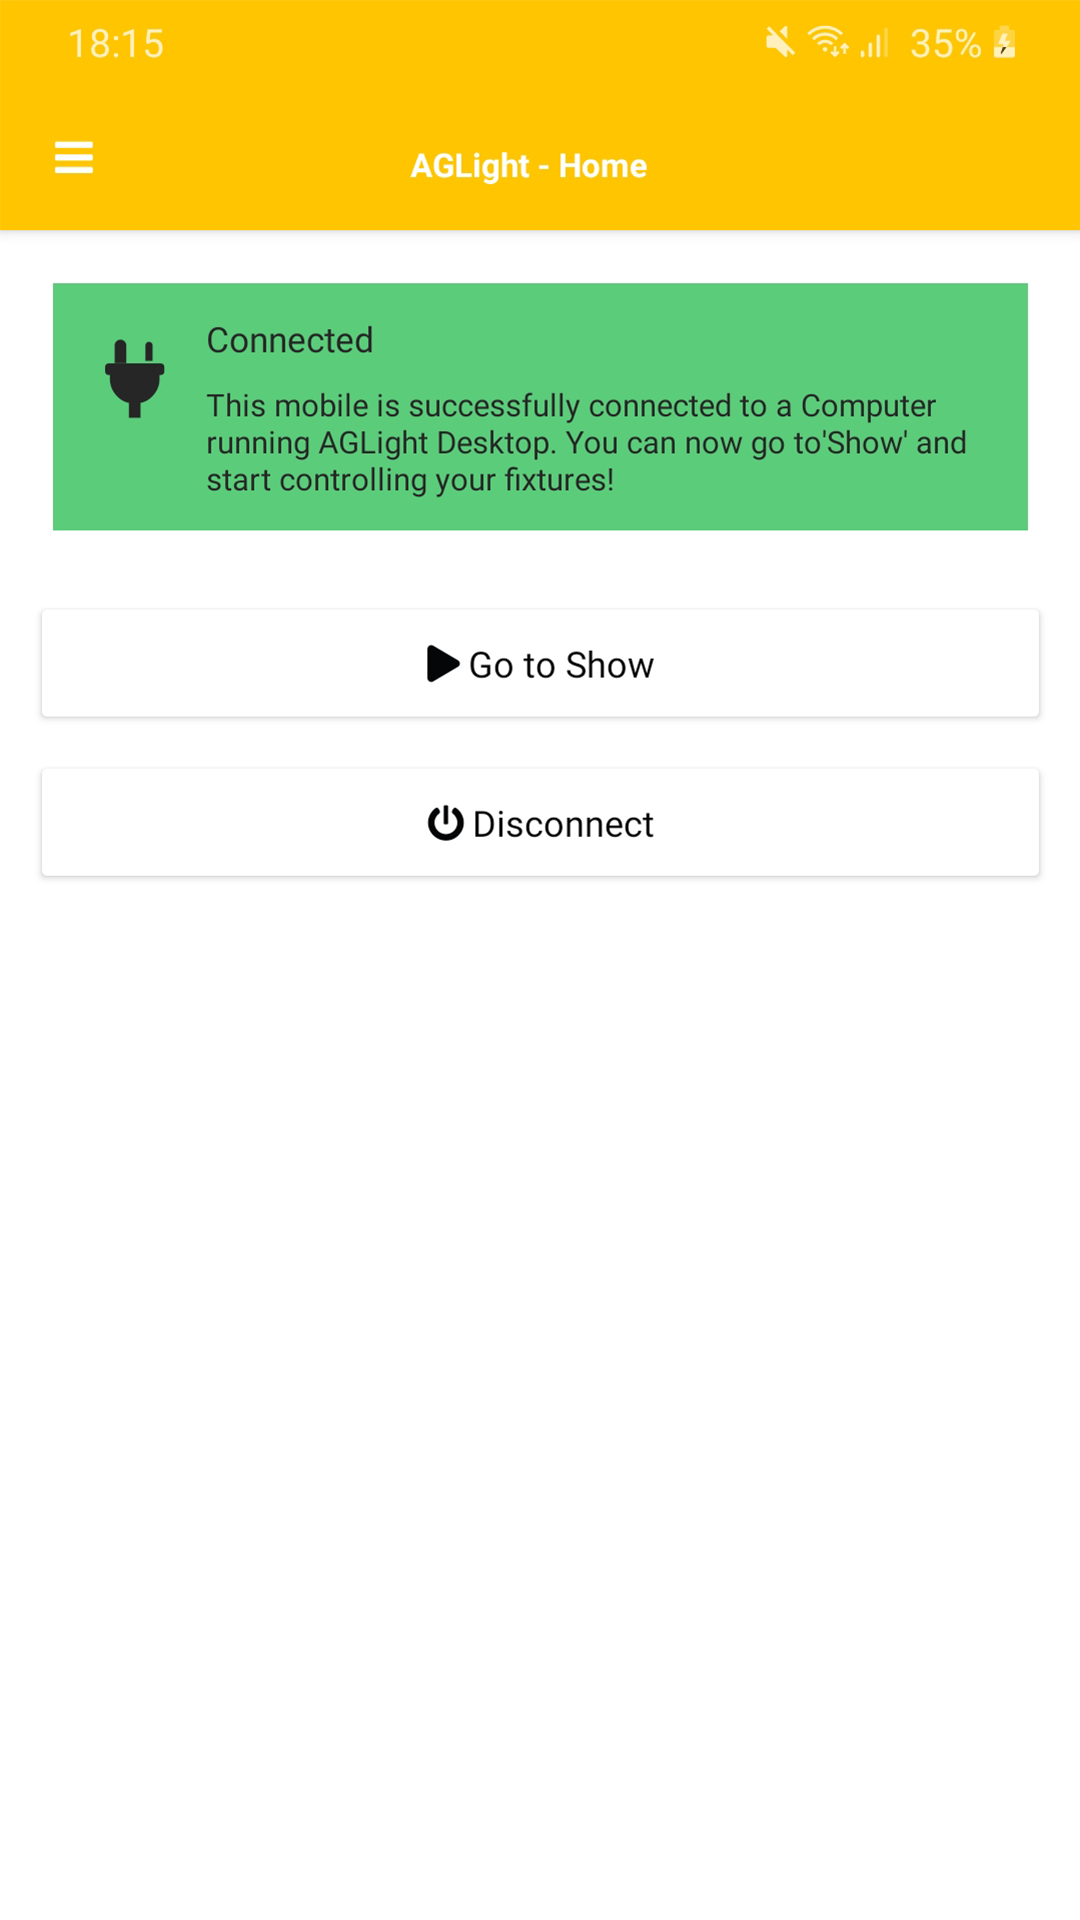 18:15
35%
AGLight - Home
Connected
This mobile is successfully connected to a Computer
running AGLight Desktop. You can now go to'Show' and
start controlling your fixtures!
Go to Show
Disconnect